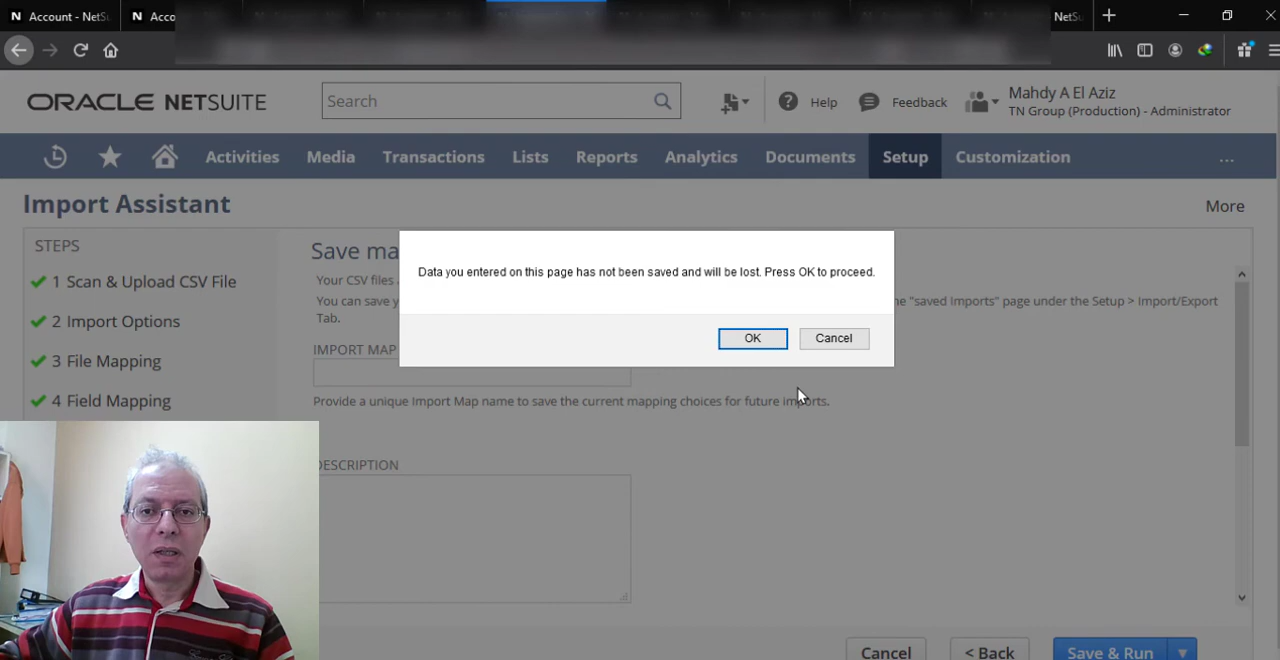 Account - NetS
Acco
NetSu
ORACLE NETSUITE
Search
Help
Feedback
Mahdy A El Aziz
TN Group (Production) - Administrator
Activities
Media
Transactions
Lists
Reports
Analytics
Documents
Setup
Customization
...
Import Assistant
More
STEPS
1 Scan & Upload CSV File
2 Import Options
3 File Mapping
4 Field Mapping
Save ma
Your CSV files
You can save y
Tab.
he "saved imports" page under the Setup > Import/Export
Data you entered on this page has not been saved and will be lost. Press OK to proceed.
OK
Cancel
IMPORT MAP
Provide a unique Import Map name to save the current mapping choices for future imports.
DESCRIPTION
Cancel
< Back
Save & Run